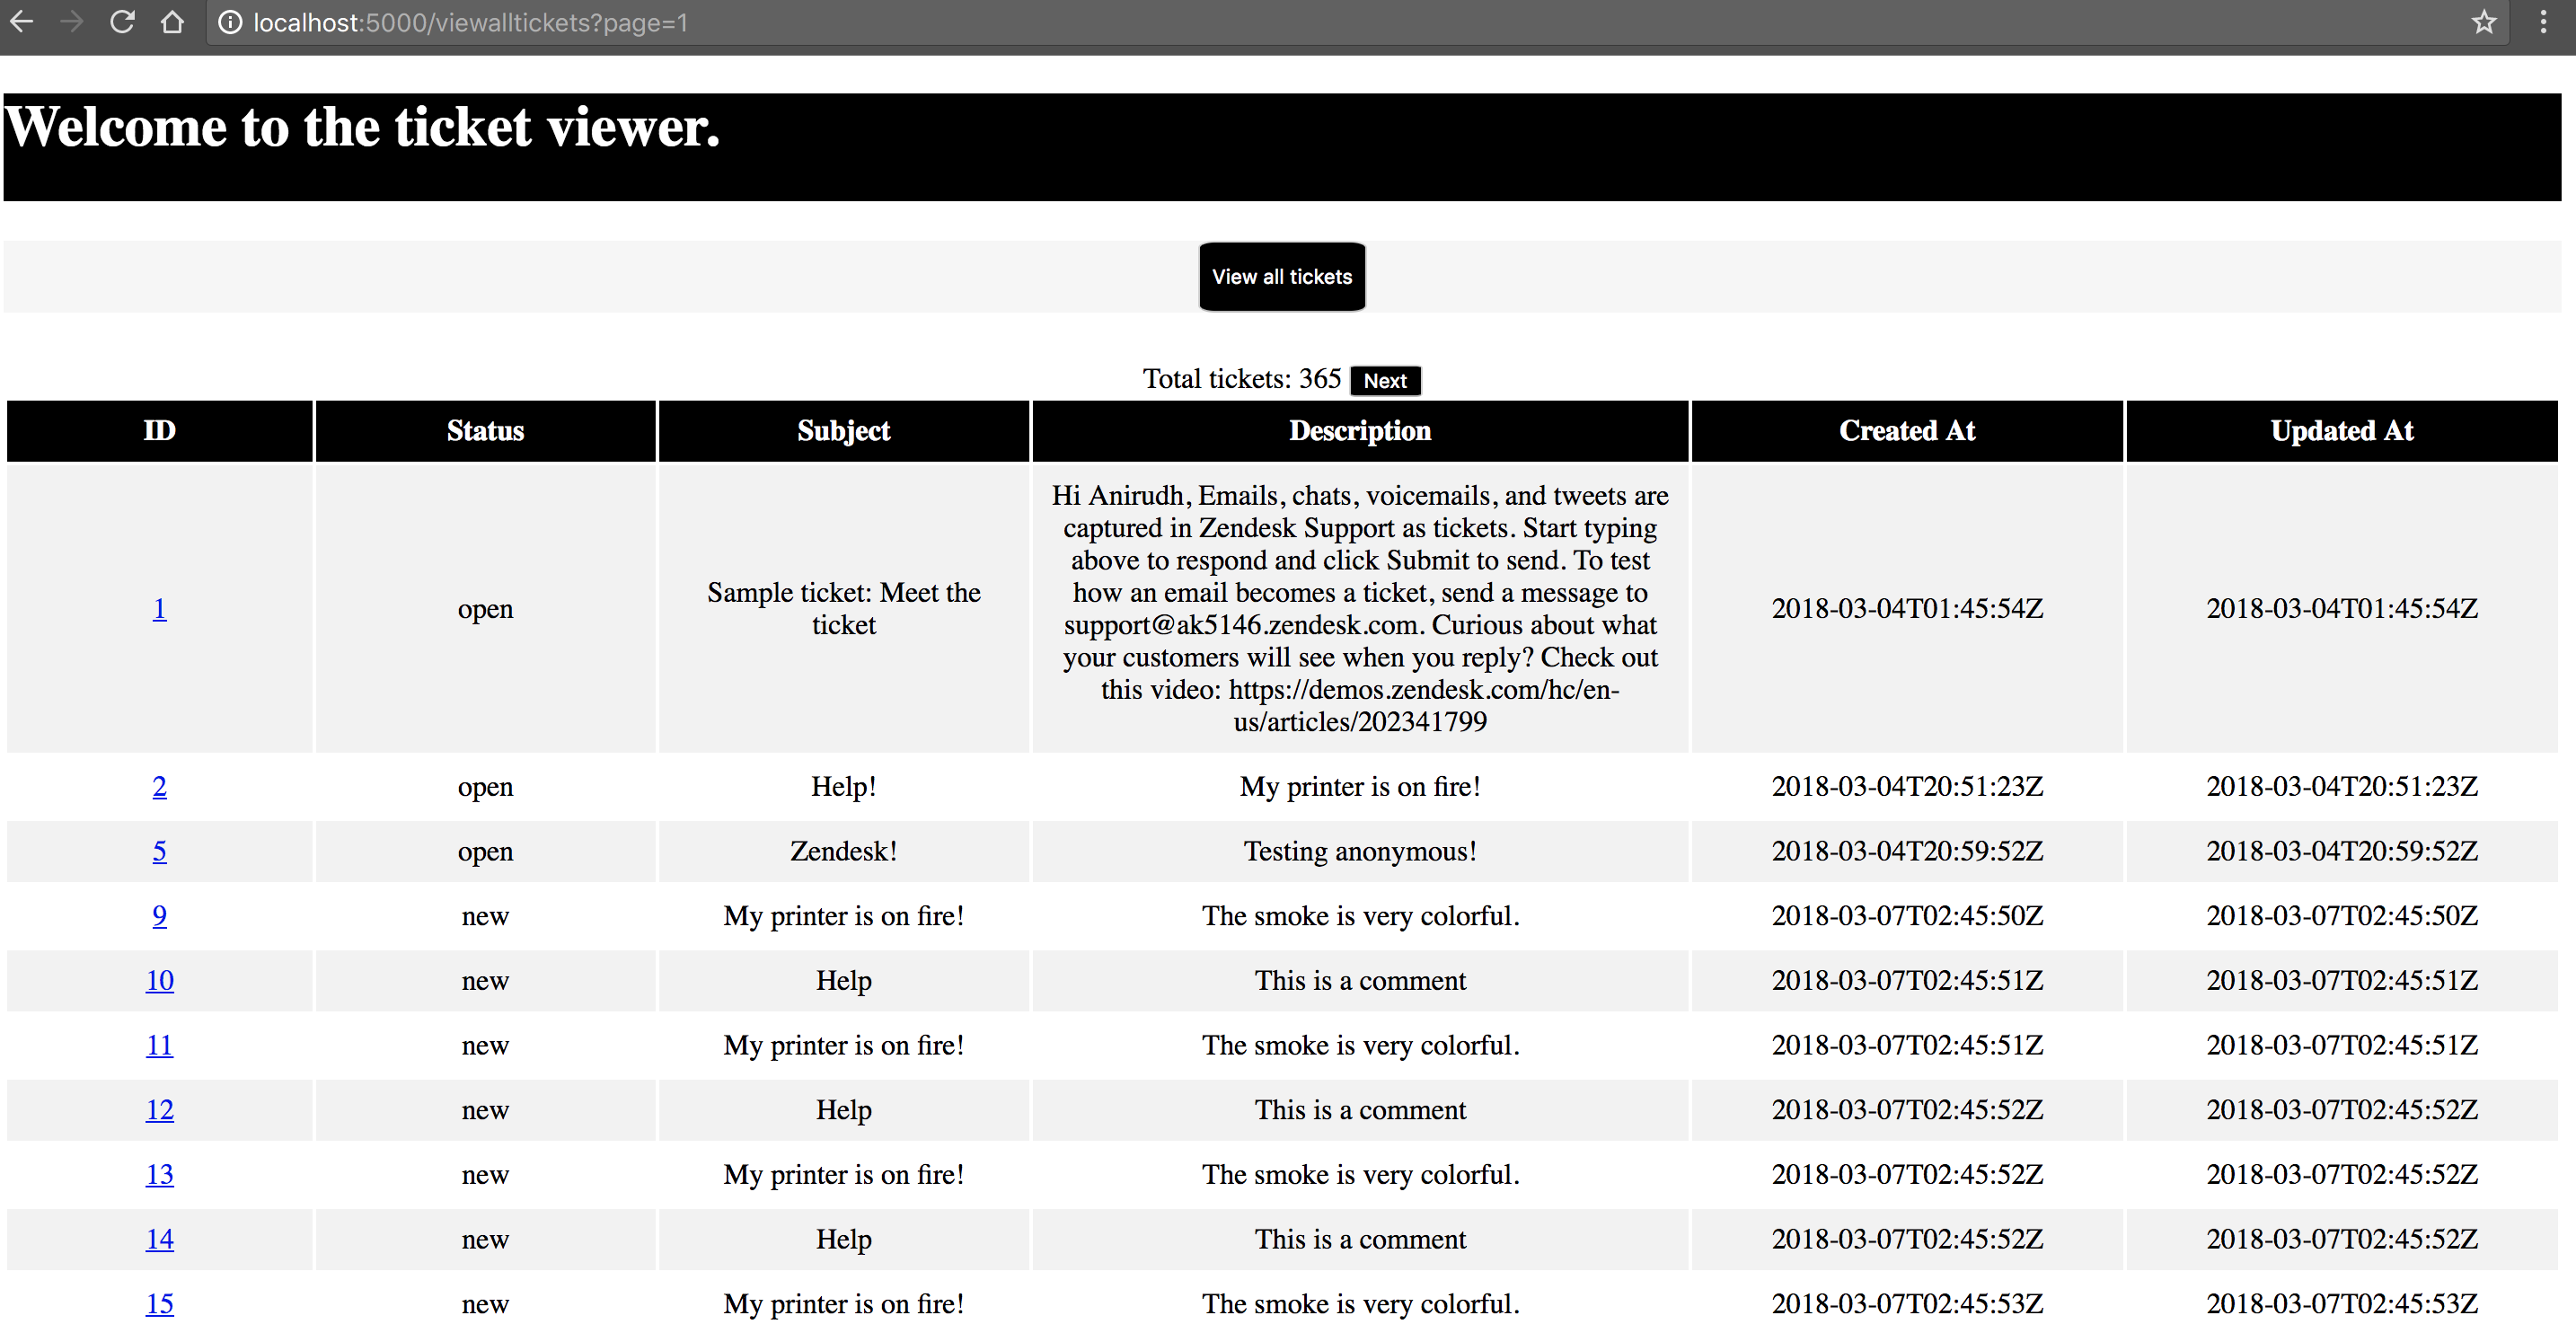 localhost:5000/viewalltickets?page=1
Welcome to the ticket viewer.
View all tickets
Total tickets: 365 Next
ID Status Subject Description Created At Updated At
1 open Sample ticket: Meet the ticket Hi Anirudh, Emails, chats, voicemails, and tweets are
captured in Zendesk Support as tickets. Start typing
above to respond and click Submit to send. To test
how an email becomes a ticket, send a message to
support@ak5146.zendesk.com. Curious about what
your customers will see when you reply? Check out
this video: https://demos.zendesk.com/hc/en-
us/articles/202341799 2018-03-04T01:45:54Z 2018-03-04T01:45:54Z
2 open Help! My printer is on fire! 2018-03-04T20:51:23Z 2018-03-04T20:51:23Z
5 open Zendesk! Testing anonymous! 2018-03-04T20:59:52Z 2018-03-04T20:59:52Z
9 new My printer is on fire! The smoke is very colorful. 2018-03-07T02:45:50Z 2018-03-07T02:45:50Z
10 new Help This is a comment 2018-03-07T02:45:51Z 2018-03-07T02:45:51Z
11 new My printer is on fire! The smoke is very colorful. 2018-03-07T02:45:51Z 2018-03-07T02:45:51Z
12 new Help This is a comment 2018-03-07T02:45:52Z 2018-03-07T02:45:52Z
13 new My printer is on fire! The smoke is very colorful. 2018-03-07T02:45:52Z 2018-03-07T02:45:52Z
14 new Help This is a comment 2018-03-07T02:45:52Z 2018-03-07T02:45:52Z
15 new My printer is on fire! The smoke is very colorful. 2018-03-07T02:45:53Z 2018-03-07T02:45:53Z